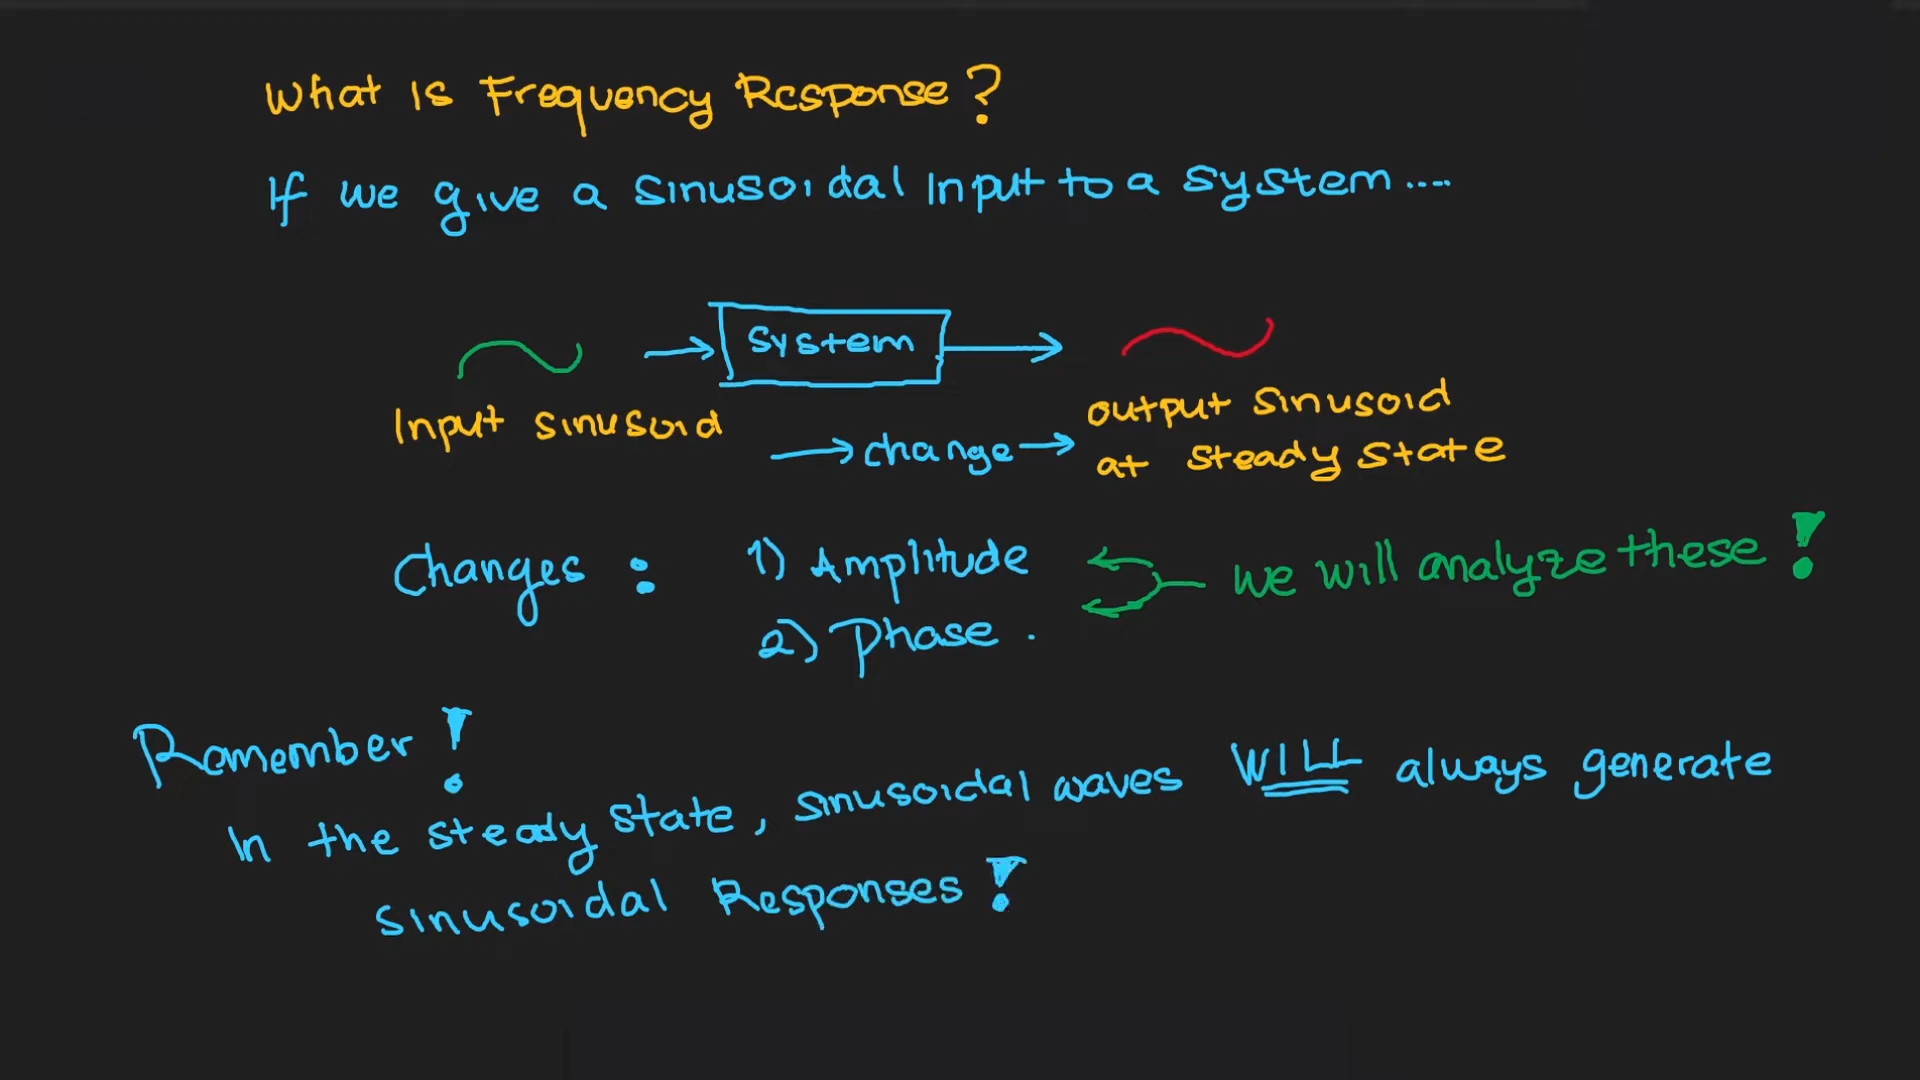 What is Frequency Response?
If we give a sinusoidal input to a system....
System
Input sinusoid
output sinusoid
at steady state
→ change →
Changes : 1) Amplitude
2) Phase .
we will analyze these!
Remember!
In the steady state, sinusoidal waves WILL always generate
sinusoidal Responses!